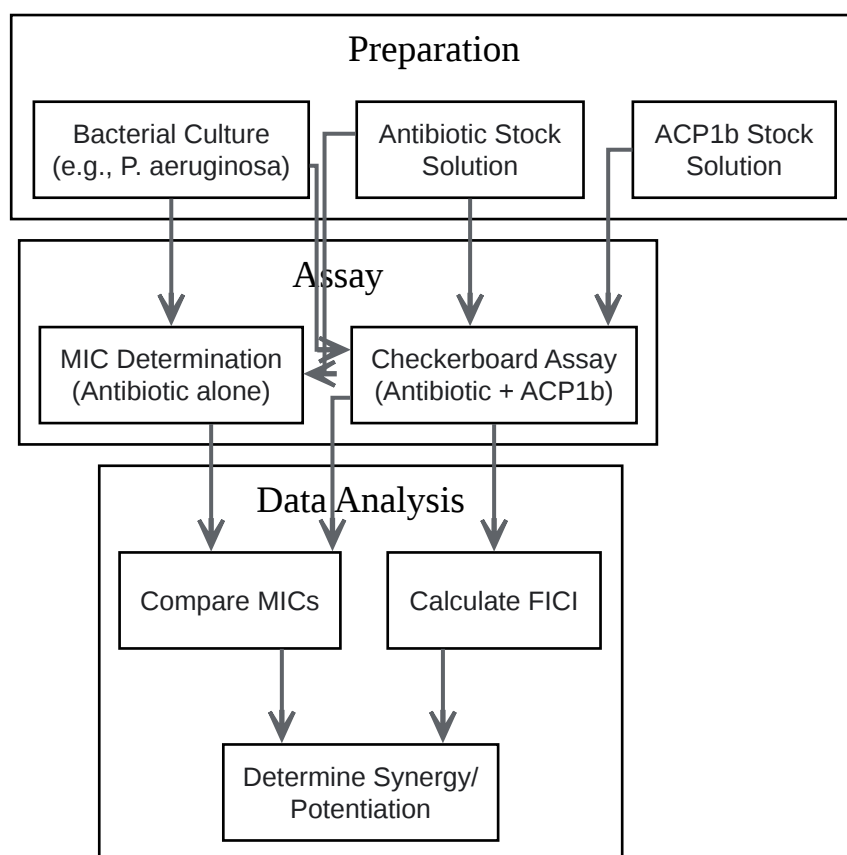 Preparation
Bacterial Culture
(e.g., P. aeruginosa)
Antibiotic Stock
Solution
ACP1b Stock
Solution
Assay
MIC Determination
(Antibiotic alone)
Checkerboard Assay
(Antibiotic + ACP1b)
Data Analysis
Compare MICs
Calculate FICI
Determine Synergy/
Potentiation